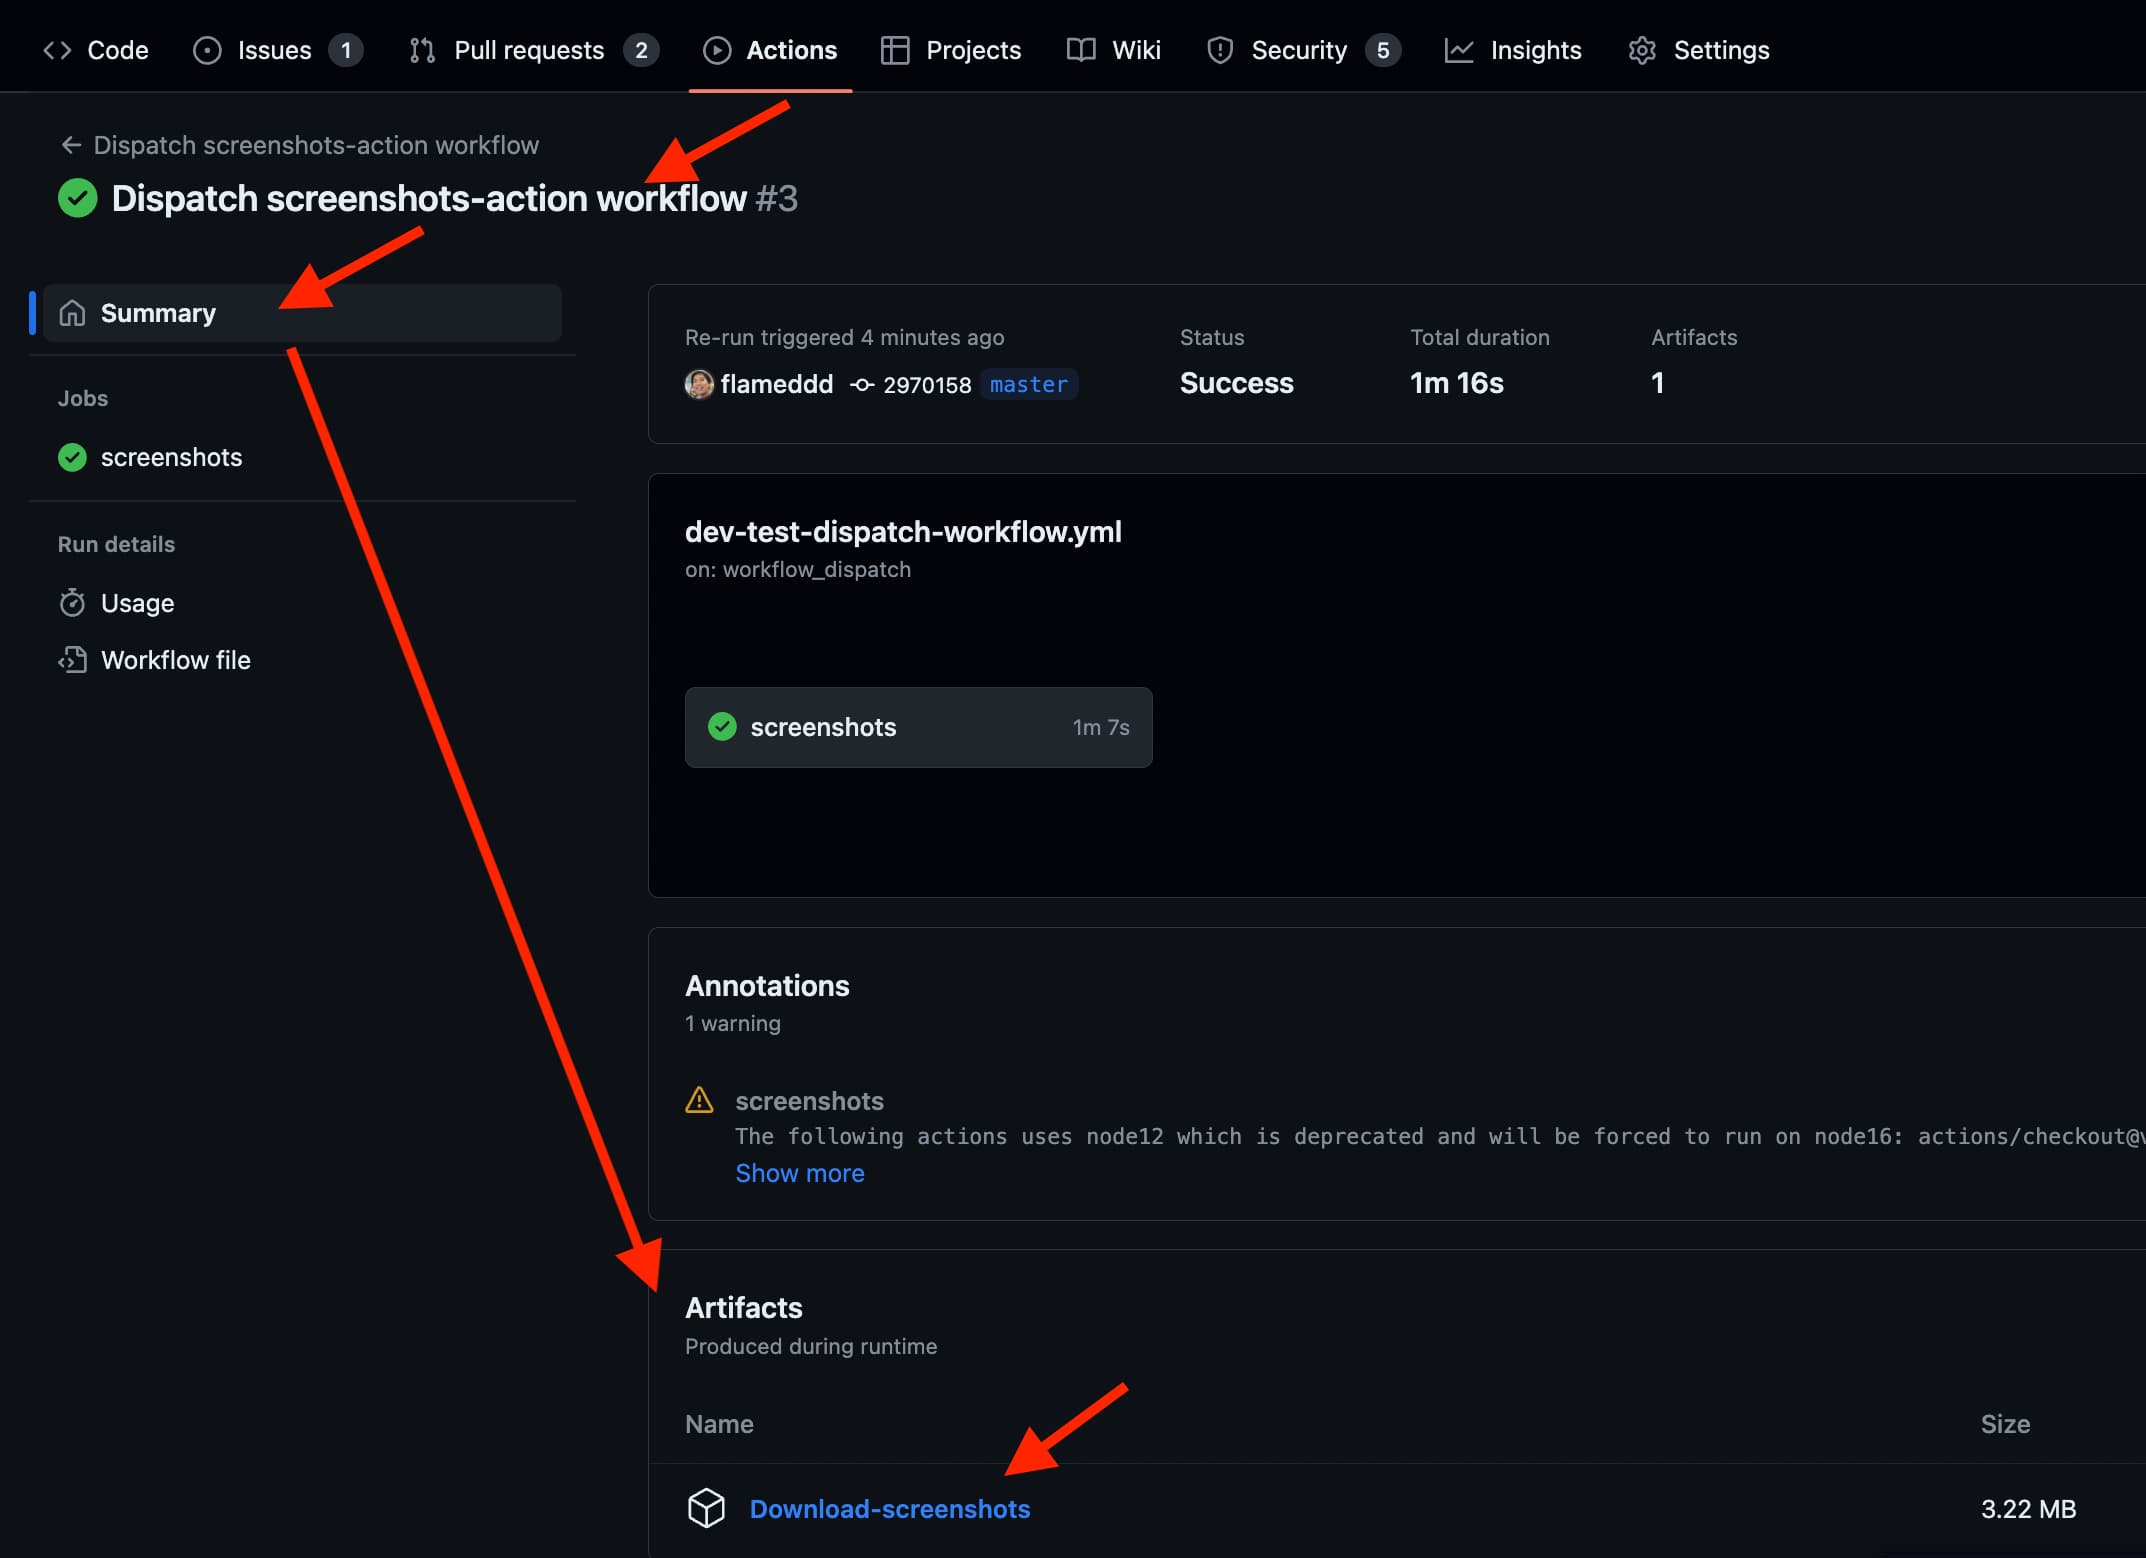 Code Issues 1 Pull requests 2 Actions Projects Wiki Security 5 Insights Settings
Dispatch screenshots-action workflow
Dispatch screenshots-action workflow #3
Summary
Jobs
screenshots
Run details
Usage
Workflow file
Re-run triggered 4 minutes ago Status Total duration Artifacts
flameddd 2970158 master Success 1m 16s 1
dev-test-dispatch-workflow.yml
on: workflow_dispatch
screenshots 1m 7s
Annotations
1 warning
screenshots
The following actions uses node12 which is deprecated and will be forced to run on node16: actions/checkout@v
Show more
Artifacts
Produced during runtime
Name Size
Download-screenshots 3.22 MB